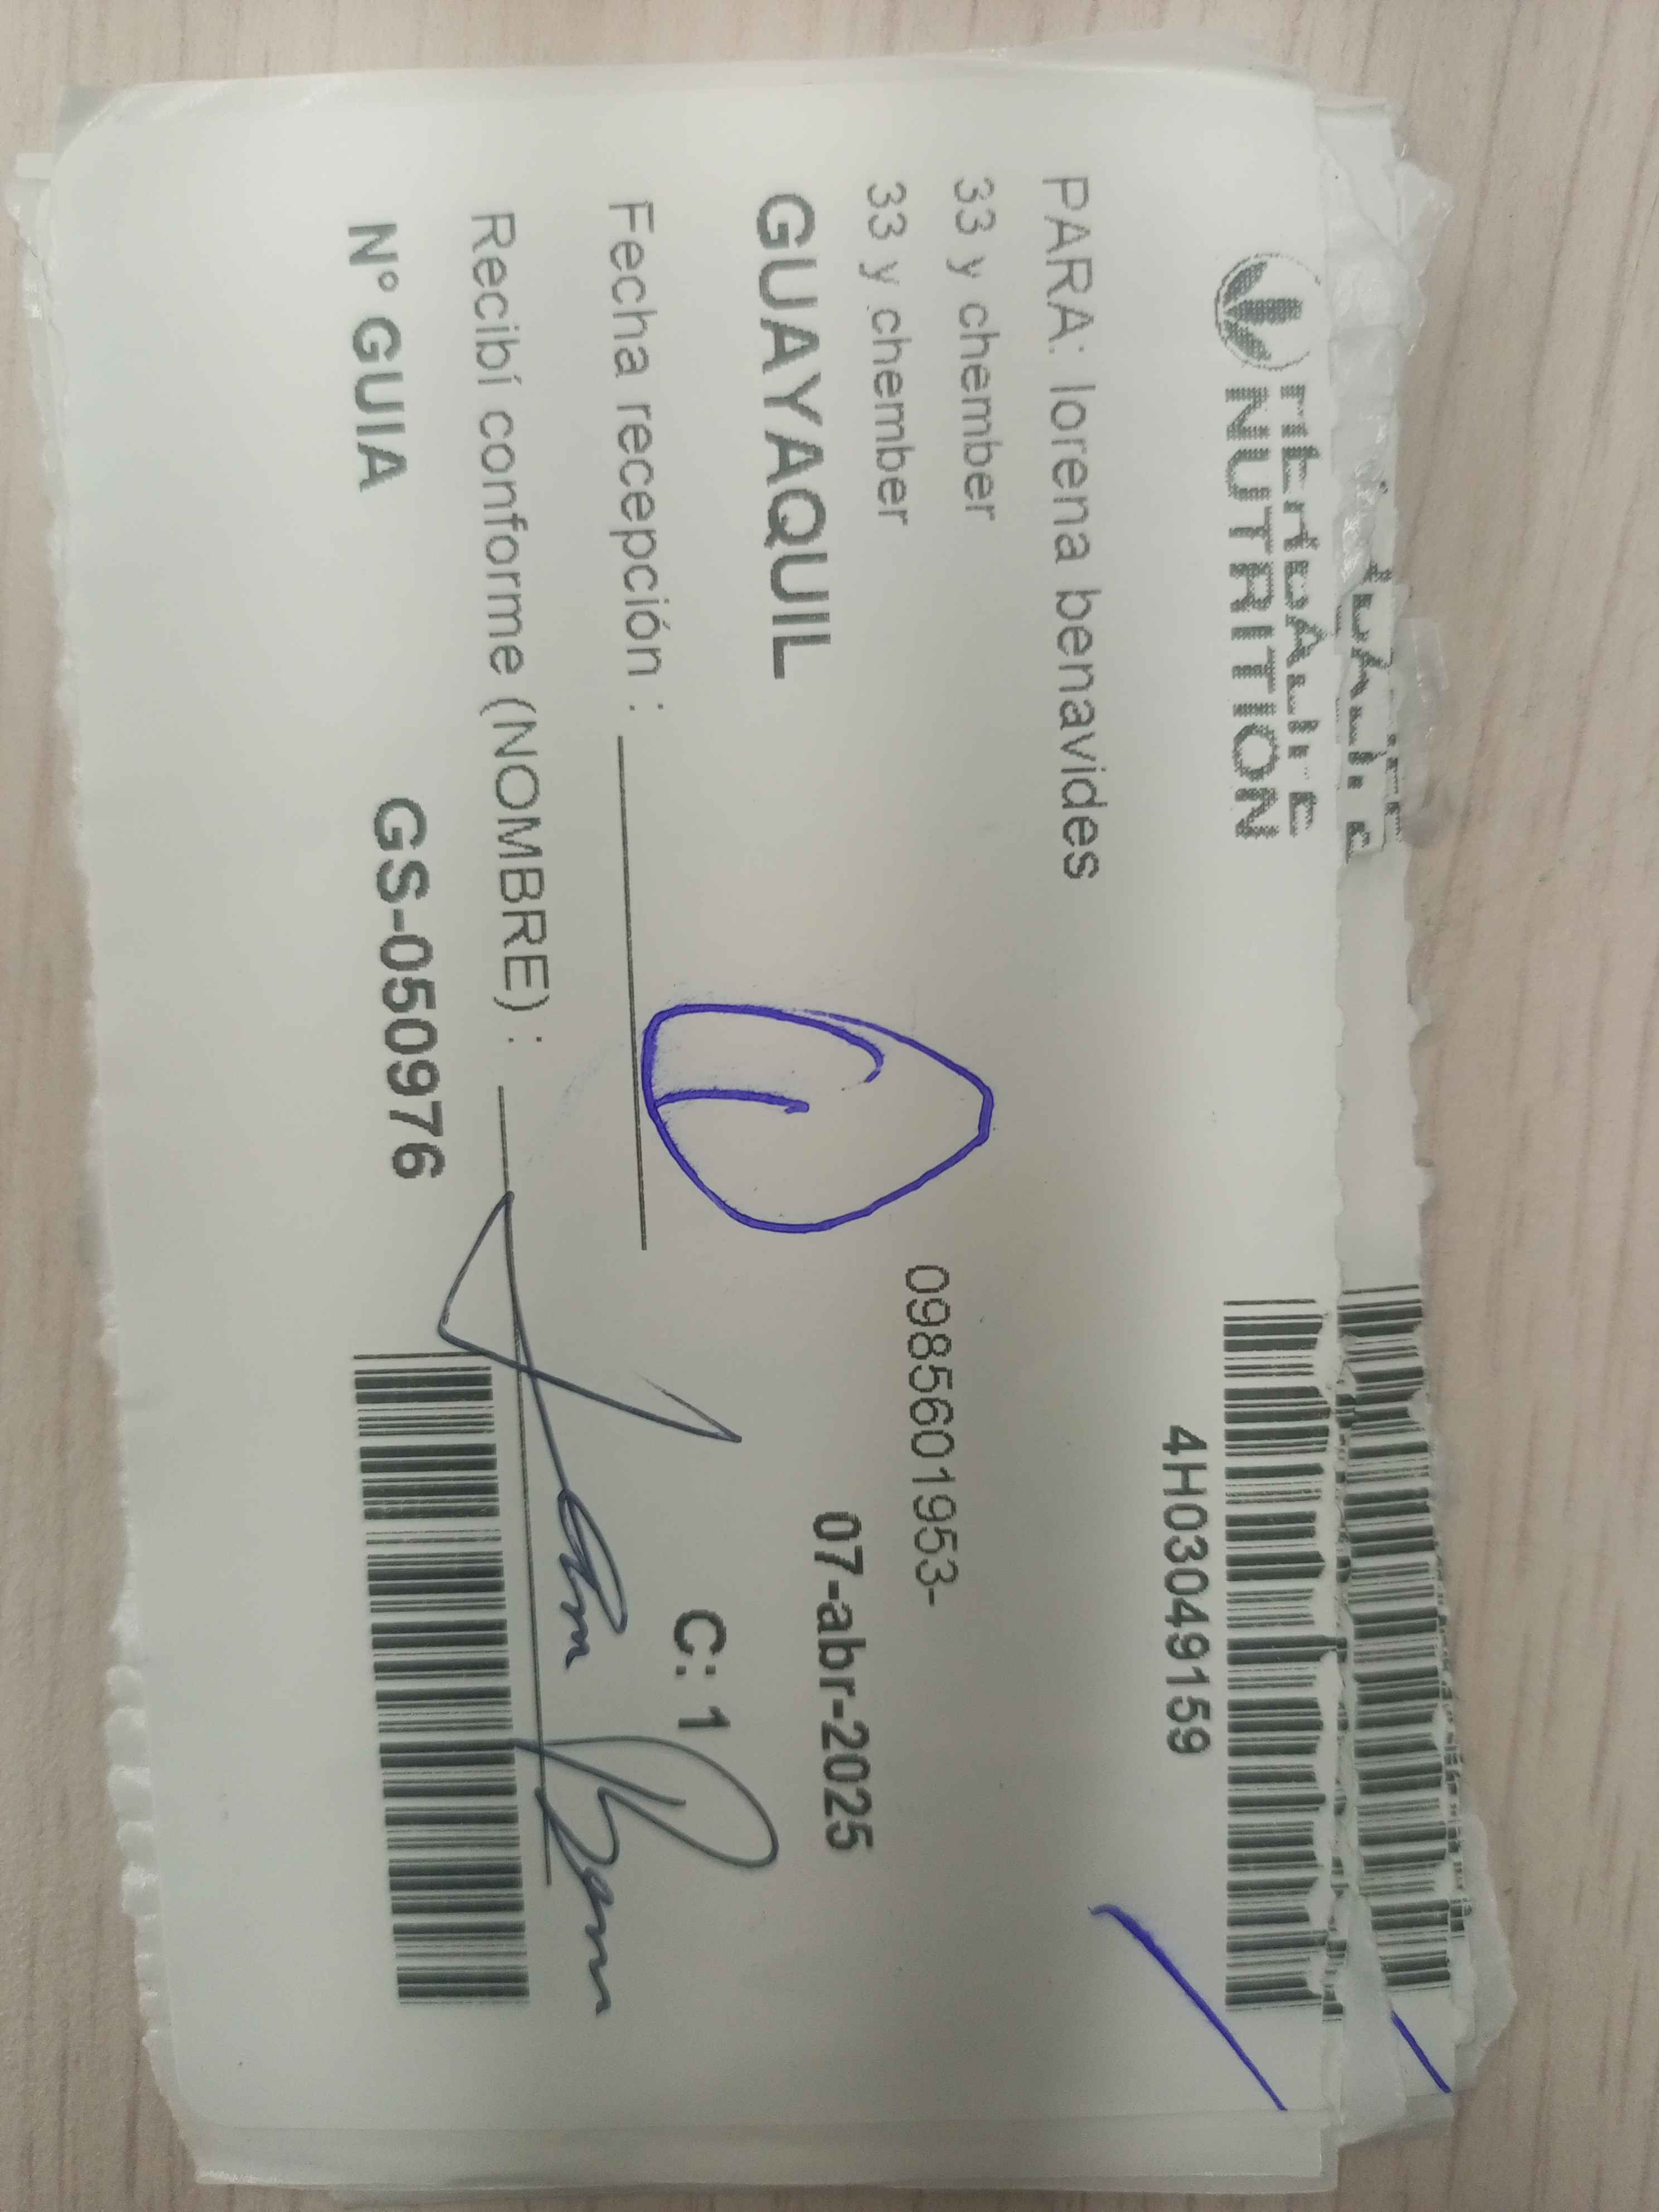 HERBALIFE
NUTRITION
4H03049159
PARA: lorena benavides
33 y chember
33 y chember
0985601953-
GUAYAQUIL
07-abr-2025
Fecha recepción :
C: 1
Recibí conforme (NOMBRE) :
N° GUIA GS-050976